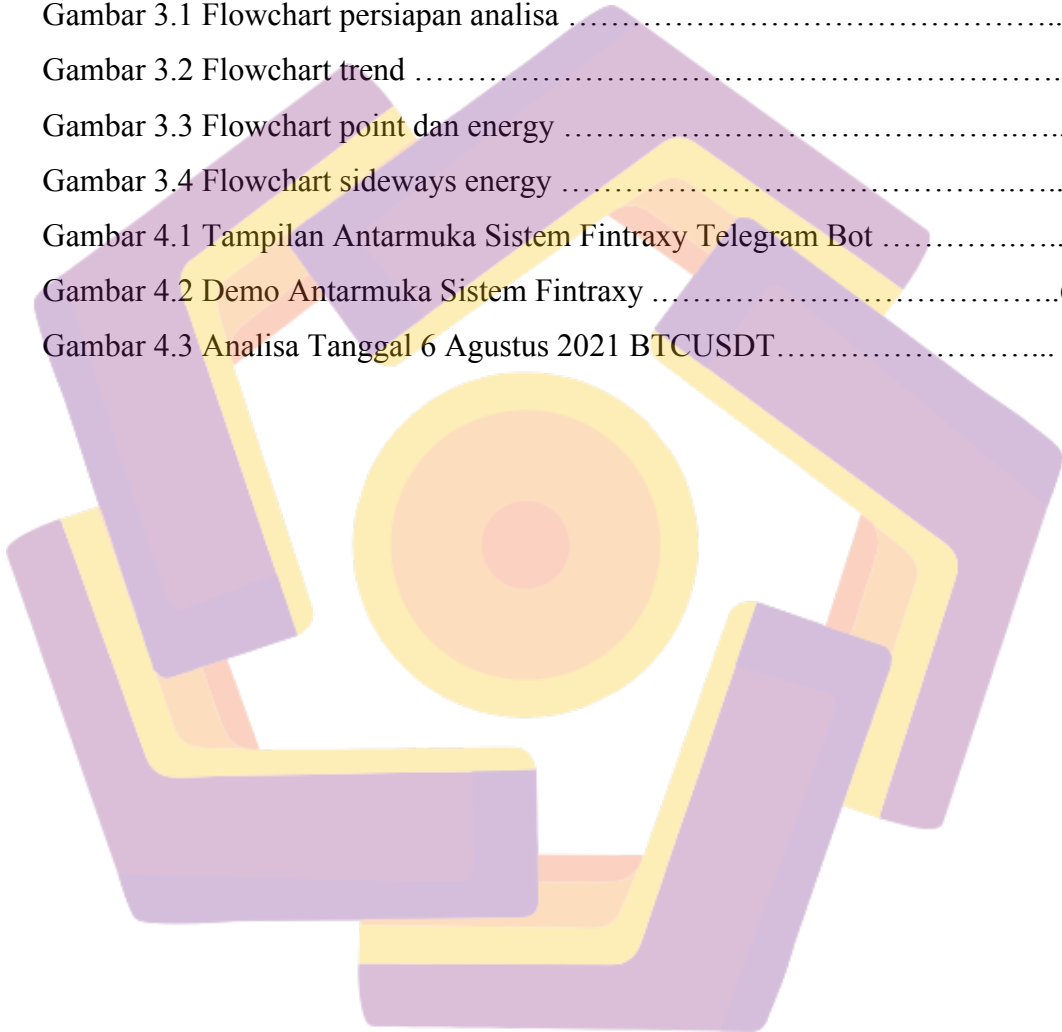 Gambar 3.1 Flowchart persiapan analisa ……………………………………….
Gambar 3.2 Flowchart trend ……………………………………………………….
Gambar 3.3 Flowchart point dan energy ……………………………………….
Gambar 3.4 Flowchart sideways energy ……………………………………….
Gambar 4.1 Tampilan Antarmuka Sistem Fintraxy Telegram Bot ……………...
Gambar 4.2 Demo Antarmuka Sistem Fintraxy ……………………………….
Gambar 4.3 Analisa Tanggal 6 Agustus 2021 BTCUSDT……………………...